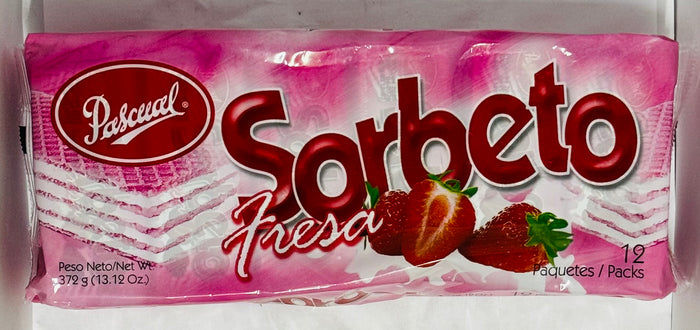 Pascual®
Sorbeto
Fresa
Peso Neto/Net Wt.
372 g (13.12 Oz.)
12
Paquetes / Packs